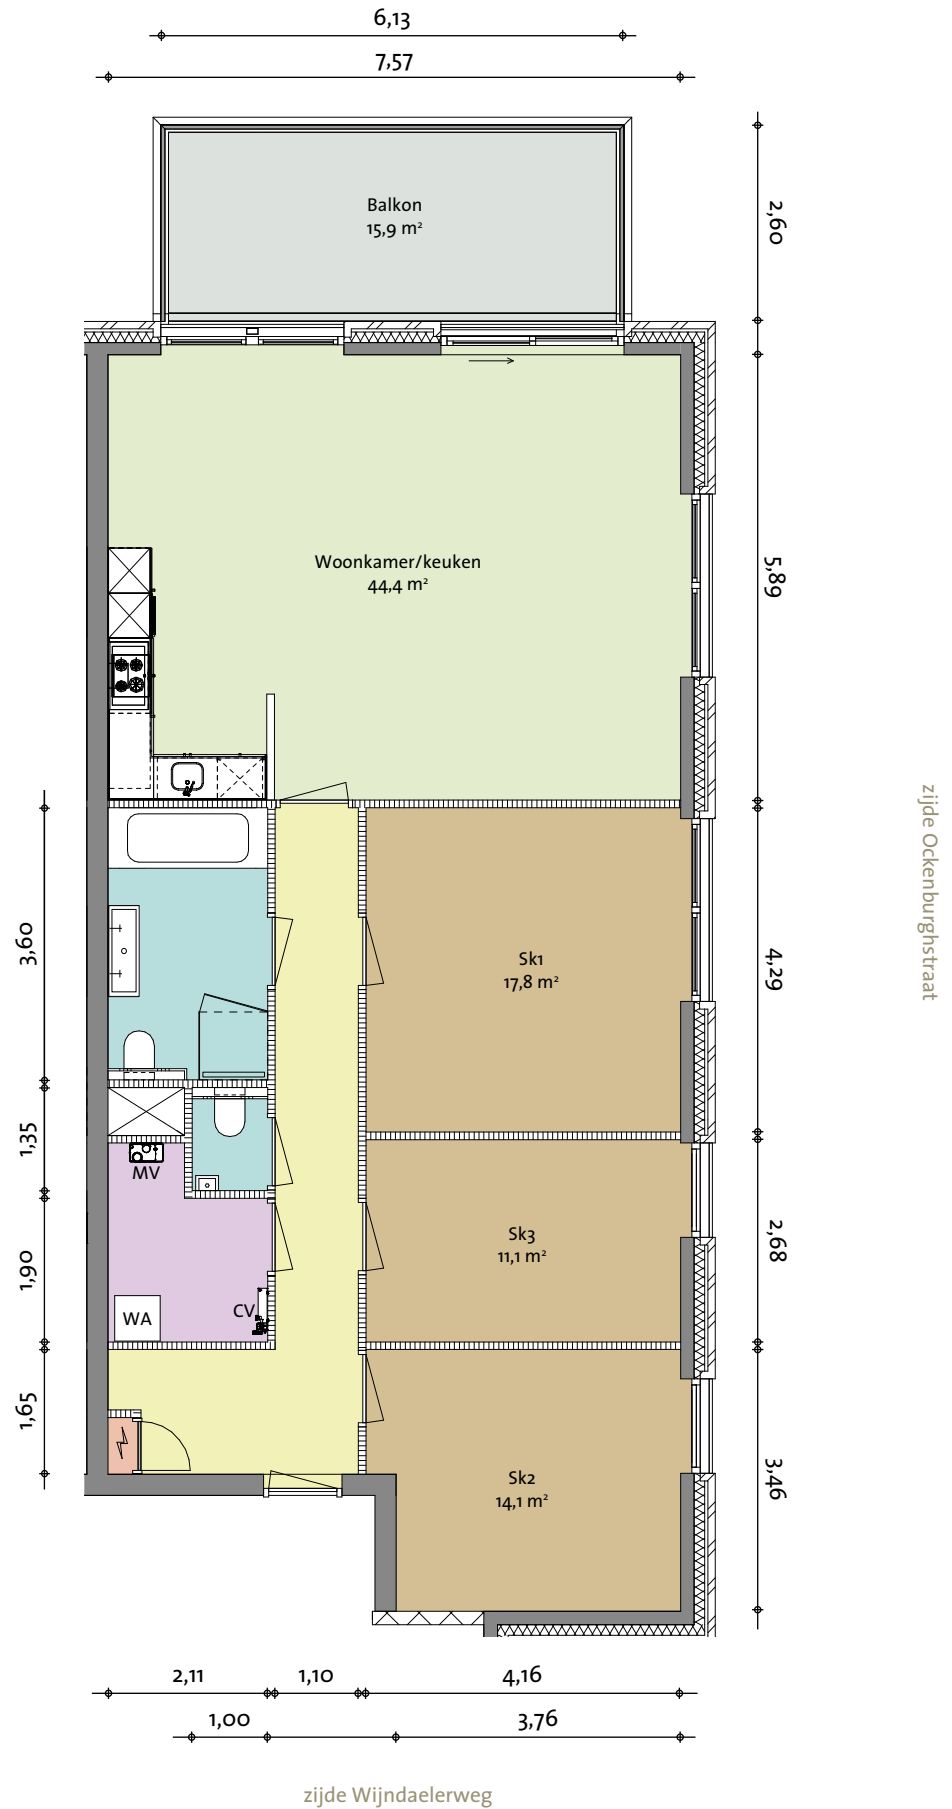 6,13
7,57
Balkon
15,9 m²
2,60
Woonkamer/keuken
44,4 m²
5,89
zijde Ockenburghstraat
3,60
Sk1
17,8 m²
4,29
1,35
MV
Sk3
11,1 m²
2,68
1,90
WA
CV
1,65
Sk2
14,1 m²
3,46
2,11
1,10
4,16
1,00
3,76
zijde Wijndaelerweg